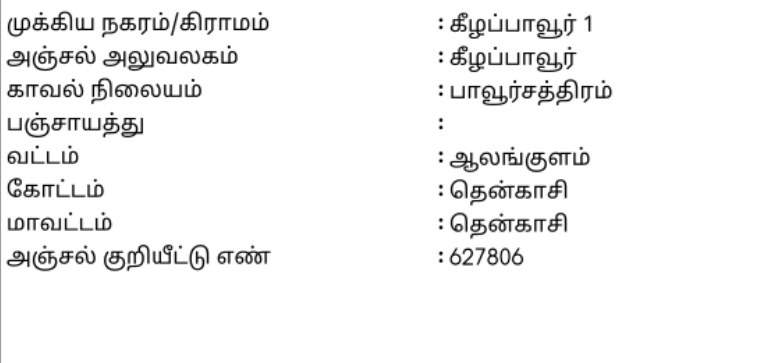 முக்கிய நகரம்/கிராமம் : கீழப்பாவூர் 1
அஞ்சல் அலுவலகம் : கீழப்பாவூர்
காவல் நிலையம் : பாவூர்சத்திரம்
பஞ்சாயத்து :
வட்டம் : ஆலங்குளம்
கோட்டம் : தென்காசி
மாவட்டம் : தென்காசி
அஞ்சல் குறியீட்டு எண் : 627806